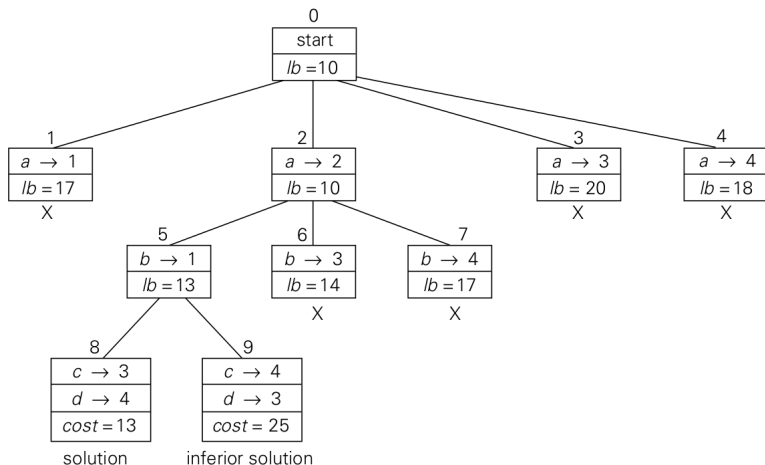 0
start
lb = 10
1
2
3
4
a → 1
a → 2
a → 3
a → 4
lb = 17
lb = 10
lb = 20
lb = 18
X
X
X
5
6
7
b → 1
b → 3
b → 4
lb = 13
lb = 14
lb = 17
X
X
8
9
c → 3
c → 4
d → 4
d → 3
cost = 13
cost = 25
solution
inferior solution